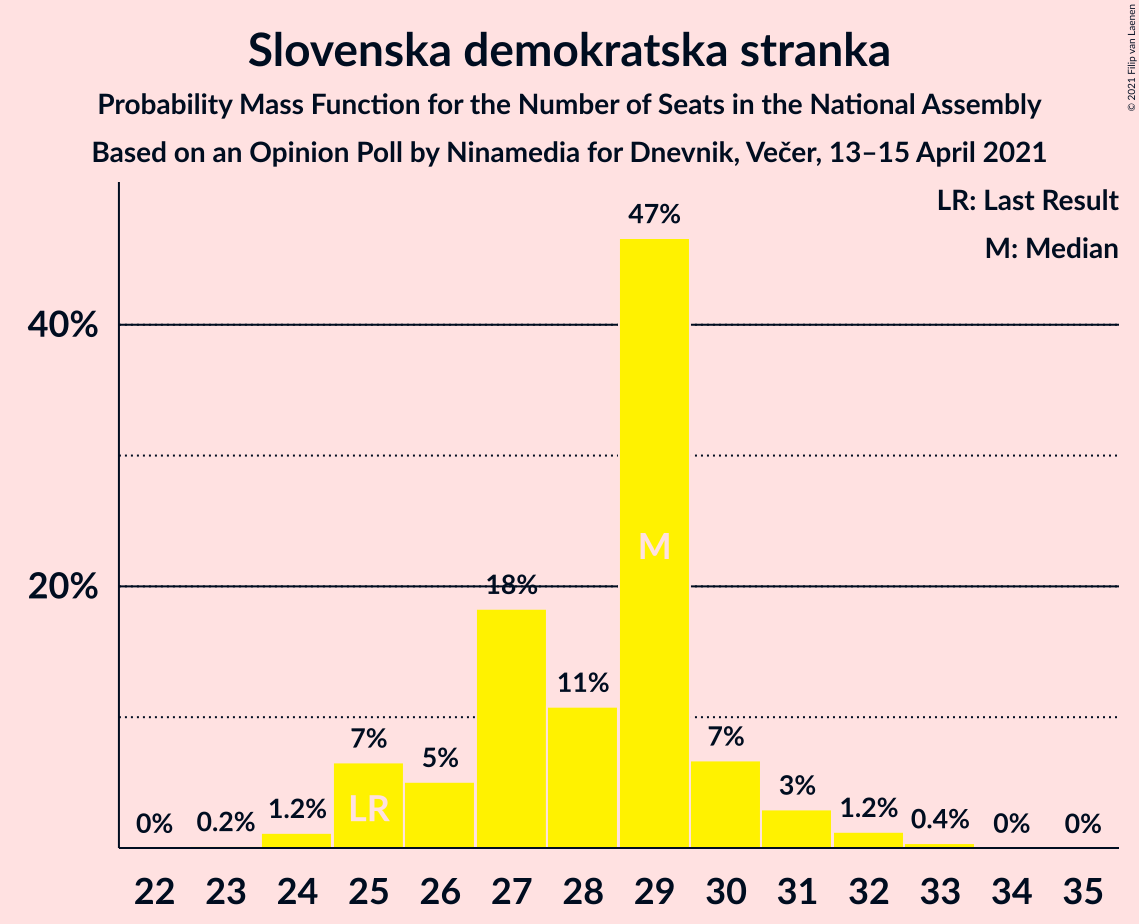 Slovenska demokratska stranka
Probability Mass Function for the Number of Seats in the National Assembly
Based on an Opinion Poll by Ninamedia for Dnevnik, Večer, 13–15 April 2021
© 2021 Filip van Laenen
LR: Last Result
M: Median
40%
20%
0% 0.2% 1.2% 7% 5% 18% 11% 47% 7% 3% 1.2% 0.4% 0% 0%
LR
M
22 23 24 25 26 27 28 29 30 31 32 33 34 35